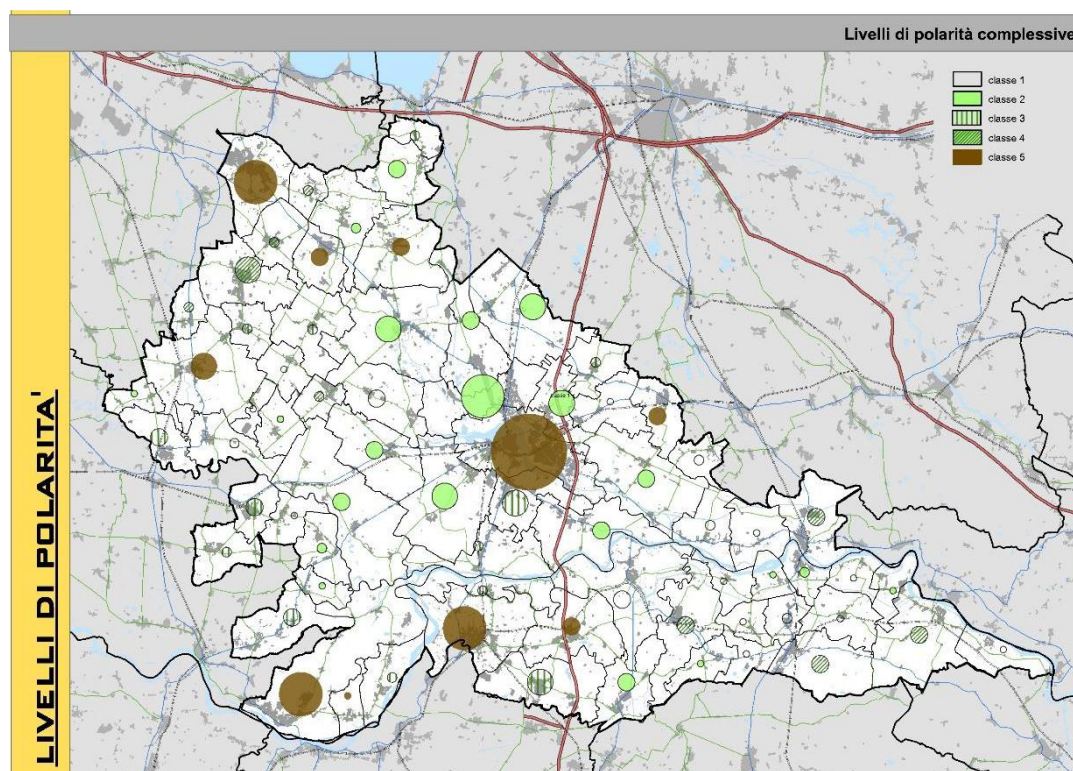 Livelli di polarità complessive
classe 1
classe 2
classe 3
classe 4
classe 5
LIVELLI DI POLARITA'